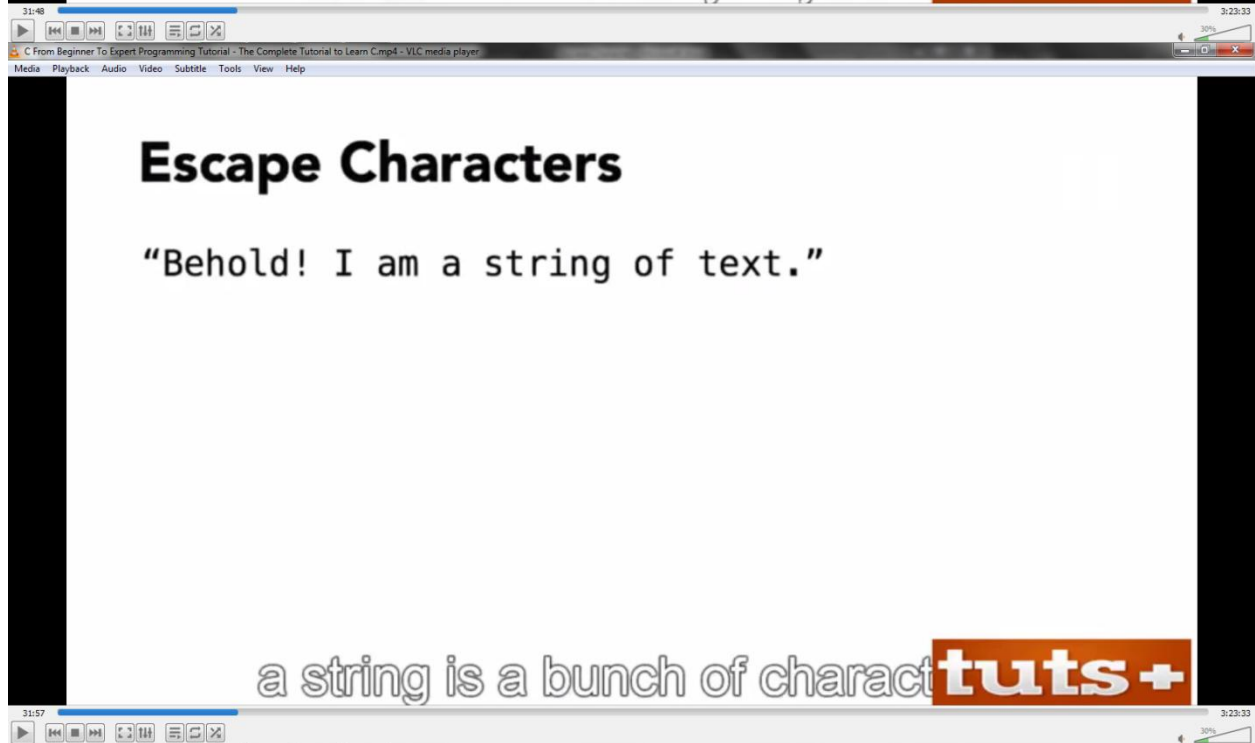 31:48 3:23:33
30%
C From Beginner To Expert Programming Tutorial - The Complete Tutorial to Learn C.mp4 - VLC media player
Media Playback Audio Video Subtitle Tools View Help
Escape Characters
“Behold! I am a string of text.”
a string is a bunch of charact
tuts+
31:57 3:23:33
30%